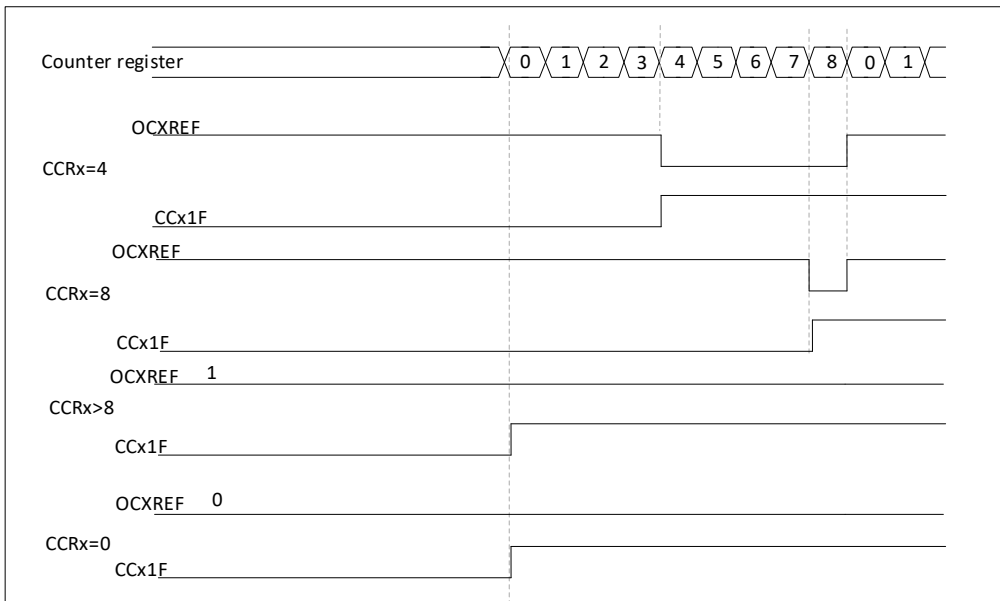 Counter register 0 1 2 3 4 5 6 7 8 0 1
OCXREF
CCRx=4
CCx1F
OCXREF
CCRx=8
CCx1F
OCXREF 1
CCRx>8
CCx1F
OCXREF 0
CCRx=0
CCx1F